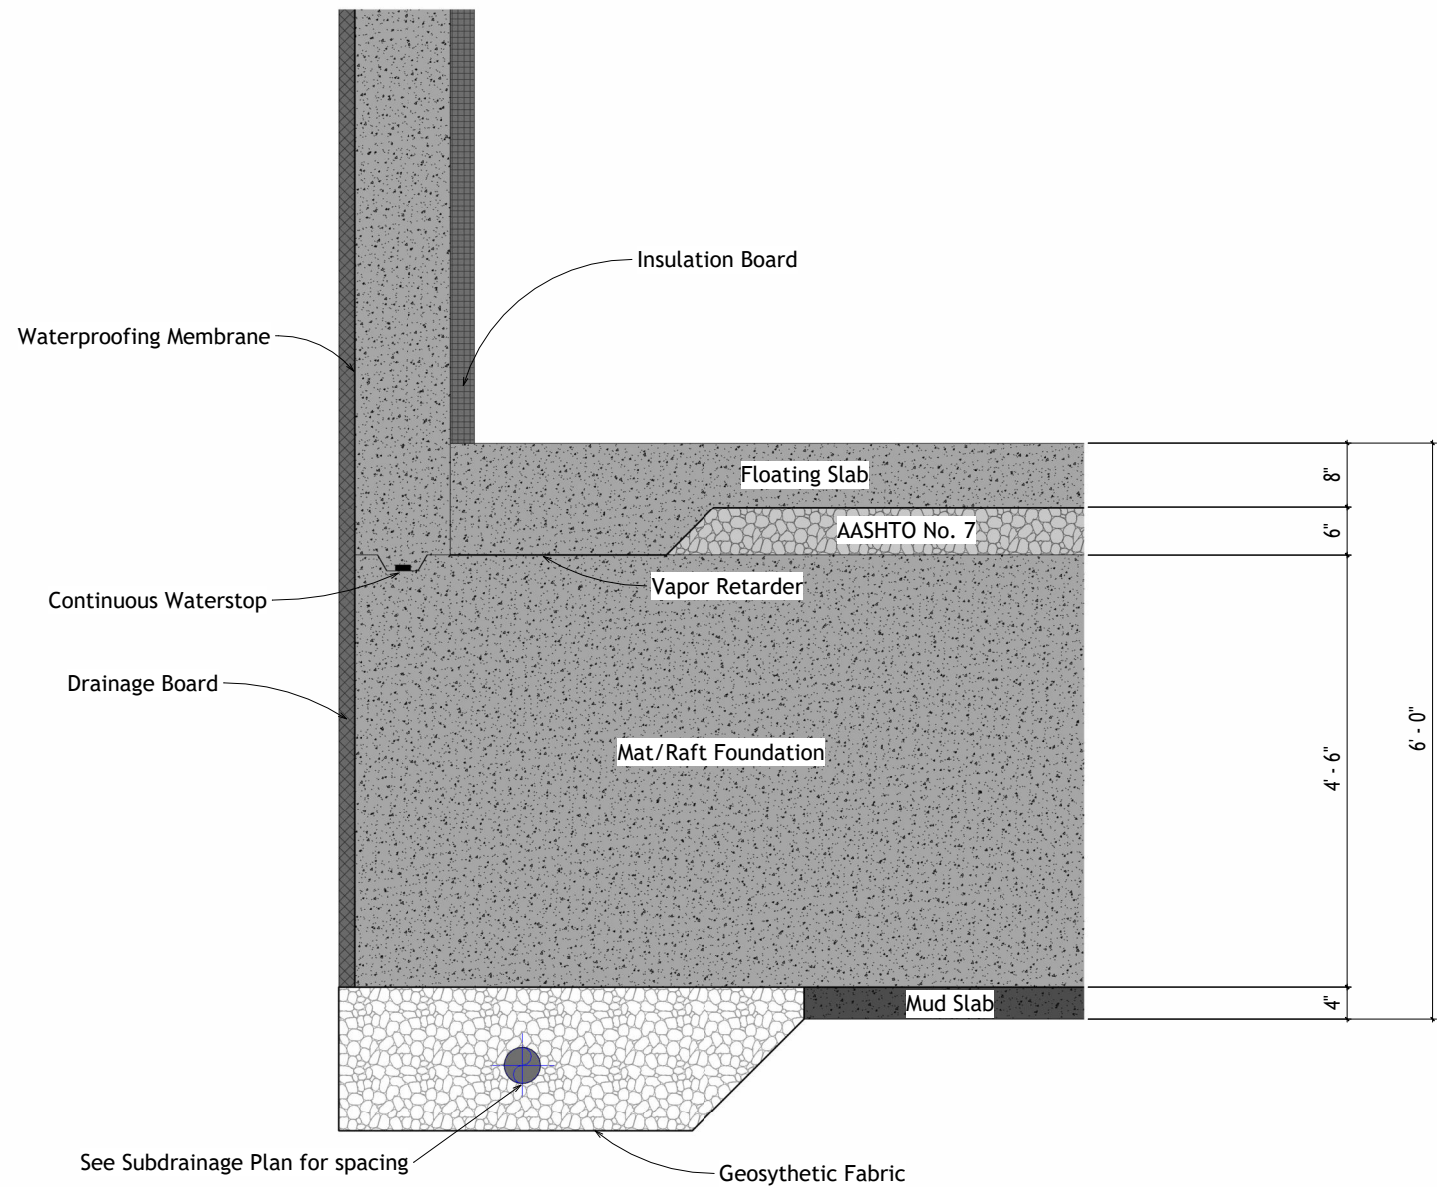 Insulation Board
Waterproofing Membrane
Floating Slab
8"
AASHTO No. 7
6"
Vapor Retarder
Continuous Waterstop
Drainage Board
Mat/Raft Foundation
4' - 6"
6' - 0"
Mud Slab
4"
See Subdrainage Plan for spacing
Geosythetic Fabric